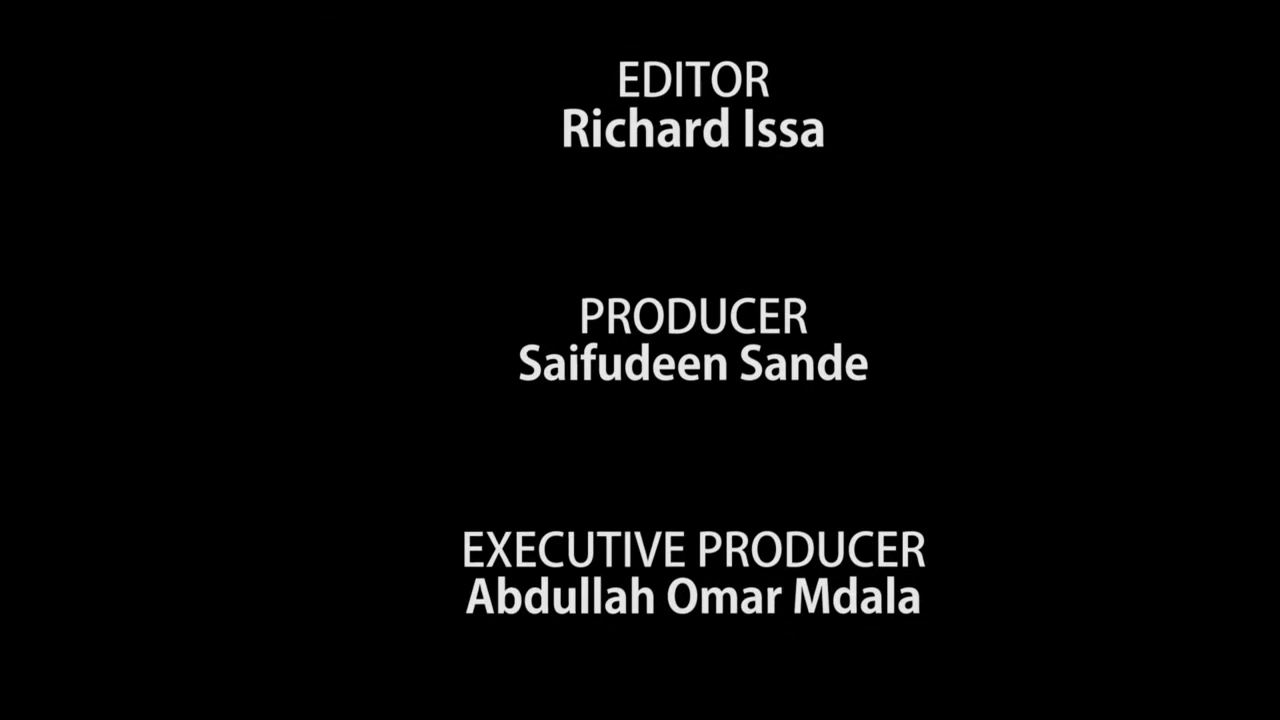 EDITOR
Richard Issa
PRODUCER
Saifudeen Sande
EXECUTIVE PRODUCER
Abdullah Omar Mdala